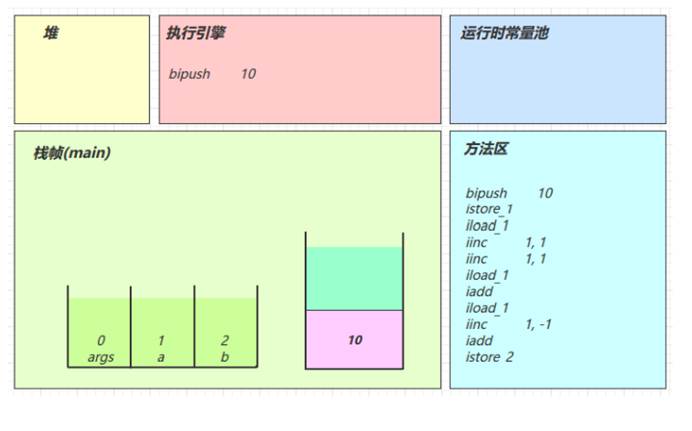 堆
执行引擎
bipush 10
运行时常量池
栈帧(main)
0 1 2
args a b
10
方法区
bipush 10
istore_1
iload_1
iinc 1, 1
iinc 1, 1
iload_1
iadd
iload_1
iinc 1, -1
iadd
istore 2